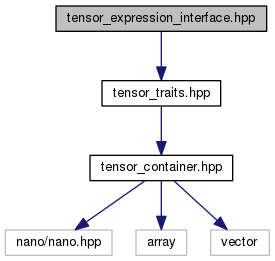 tensor_expression_interface.hpp
tensor_traits.hpp
tensor_container.hpp
nano/nano.hpp
array
vector